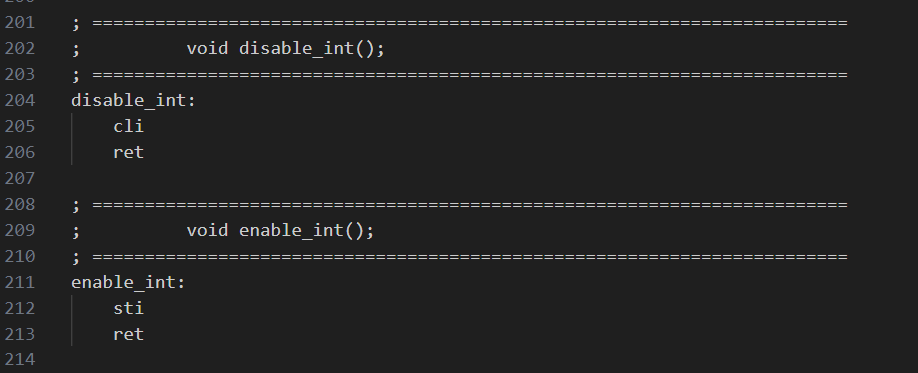 201 ; ========================================================================
202 ;          void disable_int();
203 ; ========================================================================
204 disable_int:
205     cli
206     ret
207
208 ; ========================================================================
209 ;          void enable_int();
210 ; ========================================================================
211 enable_int:
212     sti
213     ret
214